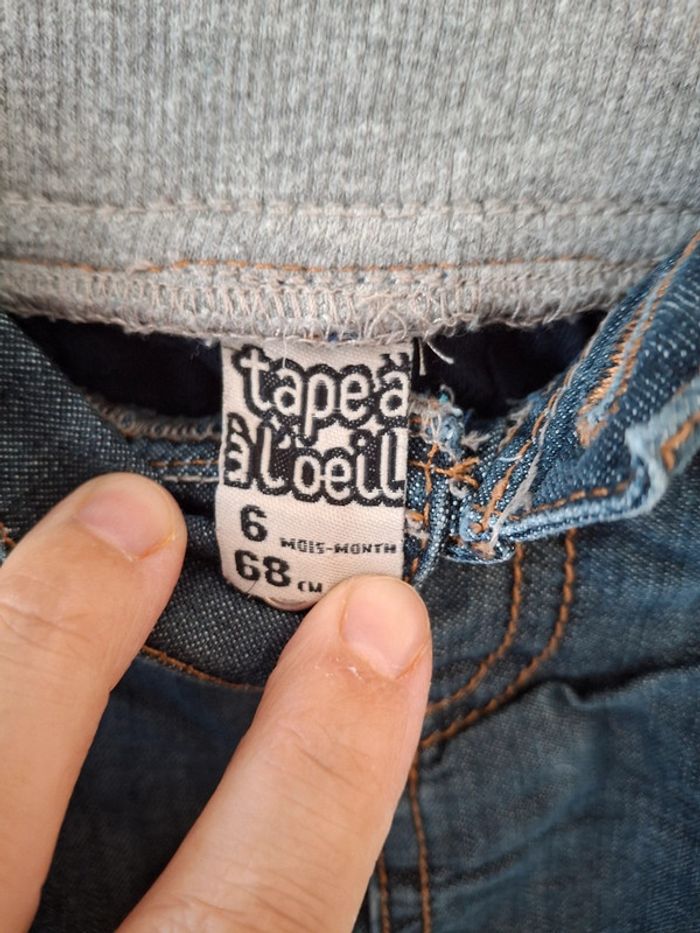 tape à
à l'oeil
6 MOIS-MONTH
68 CM